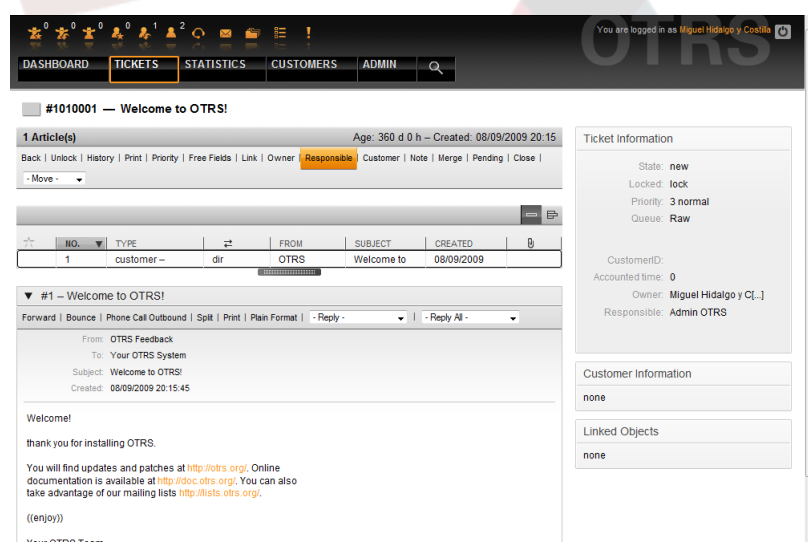 0 0 0 0 1 2
You are logged in as Miguel Hidalgo y Costilla
OTRS
DASHBOARD TICKETS STATISTICS CUSTOMERS ADMIN
#1010001 — Welcome to OTRS!
1 Article(s) Age: 360 d 0 h – Created: 08/09/2009 20:15
Back | Unlock | History | Print | Priority | Free Fields | Link | Owner | Responsible | Customer | Note | Merge | Pending | Close |
- Move -
NO. TYPE FROM SUBJECT CREATED
1 customer – dir OTRS Welcome to 08/09/2009
#1 – Welcome to OTRS!
Forward | Bounce | Phone Call Outbound | Split | Print | Plain Format | - Reply - | - Reply All -
From: OTRS Feedback
To: Your OTRS System
Subject: Welcome to OTRS!
Created: 08/09/2009 20:15:45
Welcome!
thank you for installing OTRS.
You will find updates and patches at http://otrs.org/. Online
documentation is available at http://doc.otrs.org/. You can also
take advantage of our mailing lists http://lists.otrs.org/.
((enjoy))
Your OTRS Team
Ticket Information
State: new
Locked: lock
Priority: 3 normal
Queue: Raw
CustomerID:
Accounted time: 0
Owner: Miguel Hidalgo y C[...]
Responsible: Admin OTRS
Customer Information
none
Linked Objects
none